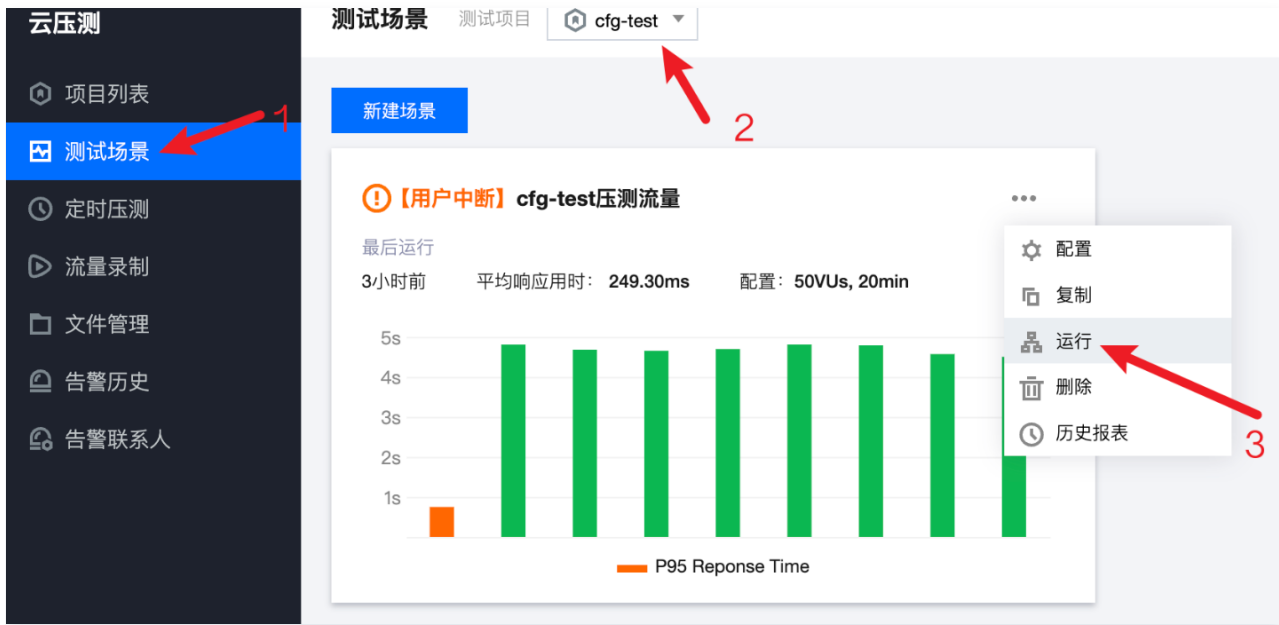 云压测
测试场景 测试项目 cfg-test
项目列表
测试场景
定时压测
流量录制
文件管理
告警历史
告警联系人
1
2
新建场景
【用户中断】cfg-test压测流量
最后运行
3小时前 平均响应用时： 249.30ms 配置：50VUs, 20min
配置
复制
运行
删除
历史报表
3
5s
4s
3s
2s
1s
P95 Reponse Time